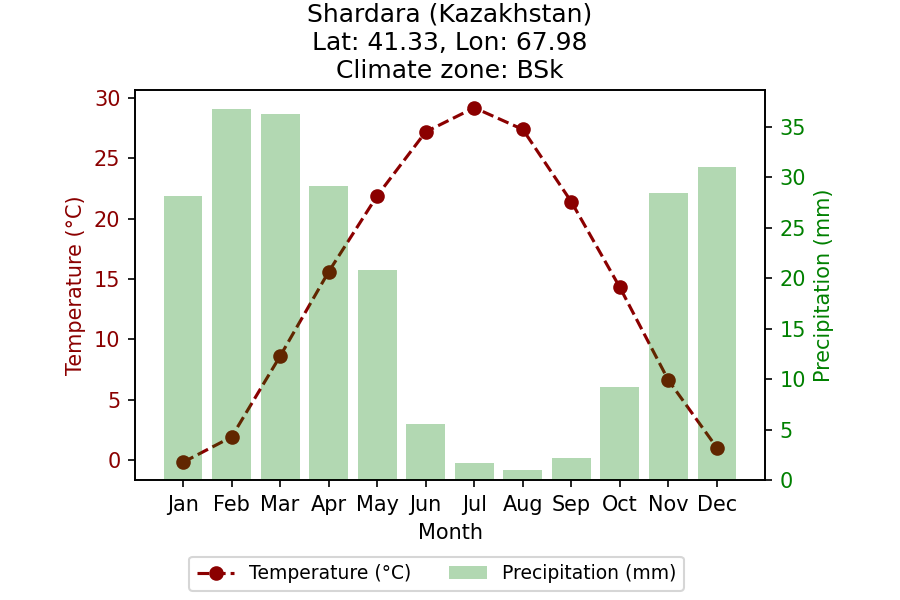 Shardara (Kazakhstan)
Lat: 41.33, Lon: 67.98
Climate zone: BSk
30
25
20
15
10
5
0
Temperature (°C)
35
30
25
20
15
10
5
0
Precipitation (mm)
Jan Feb Mar Apr May Jun Jul Aug Sep Oct Nov Dec
Month
Temperature (°C) Precipitation (mm)